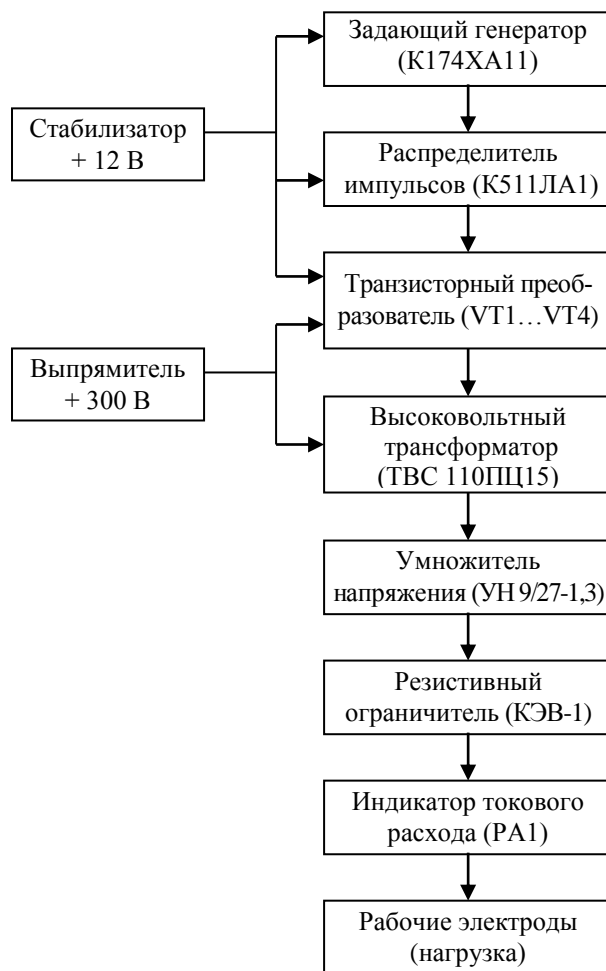 Задающий генератор
(К174ХА11)
Стабилизатор
+ 12 В
Распределитель
импульсов (К511ЛА1)
Транзисторный преоб-
разователь (VT1…VT4)
Выпрямитель
+ 300 В
Высоковольтный
трансформатор
(ТВС 110ПЦ15)
Умножитель
напряжения (УН 9/27-1,3)
Резистивный
ограничитель (КЭВ-1)
Индикатор токового
расхода (РА1)
Рабочие электроды
(нагрузка)